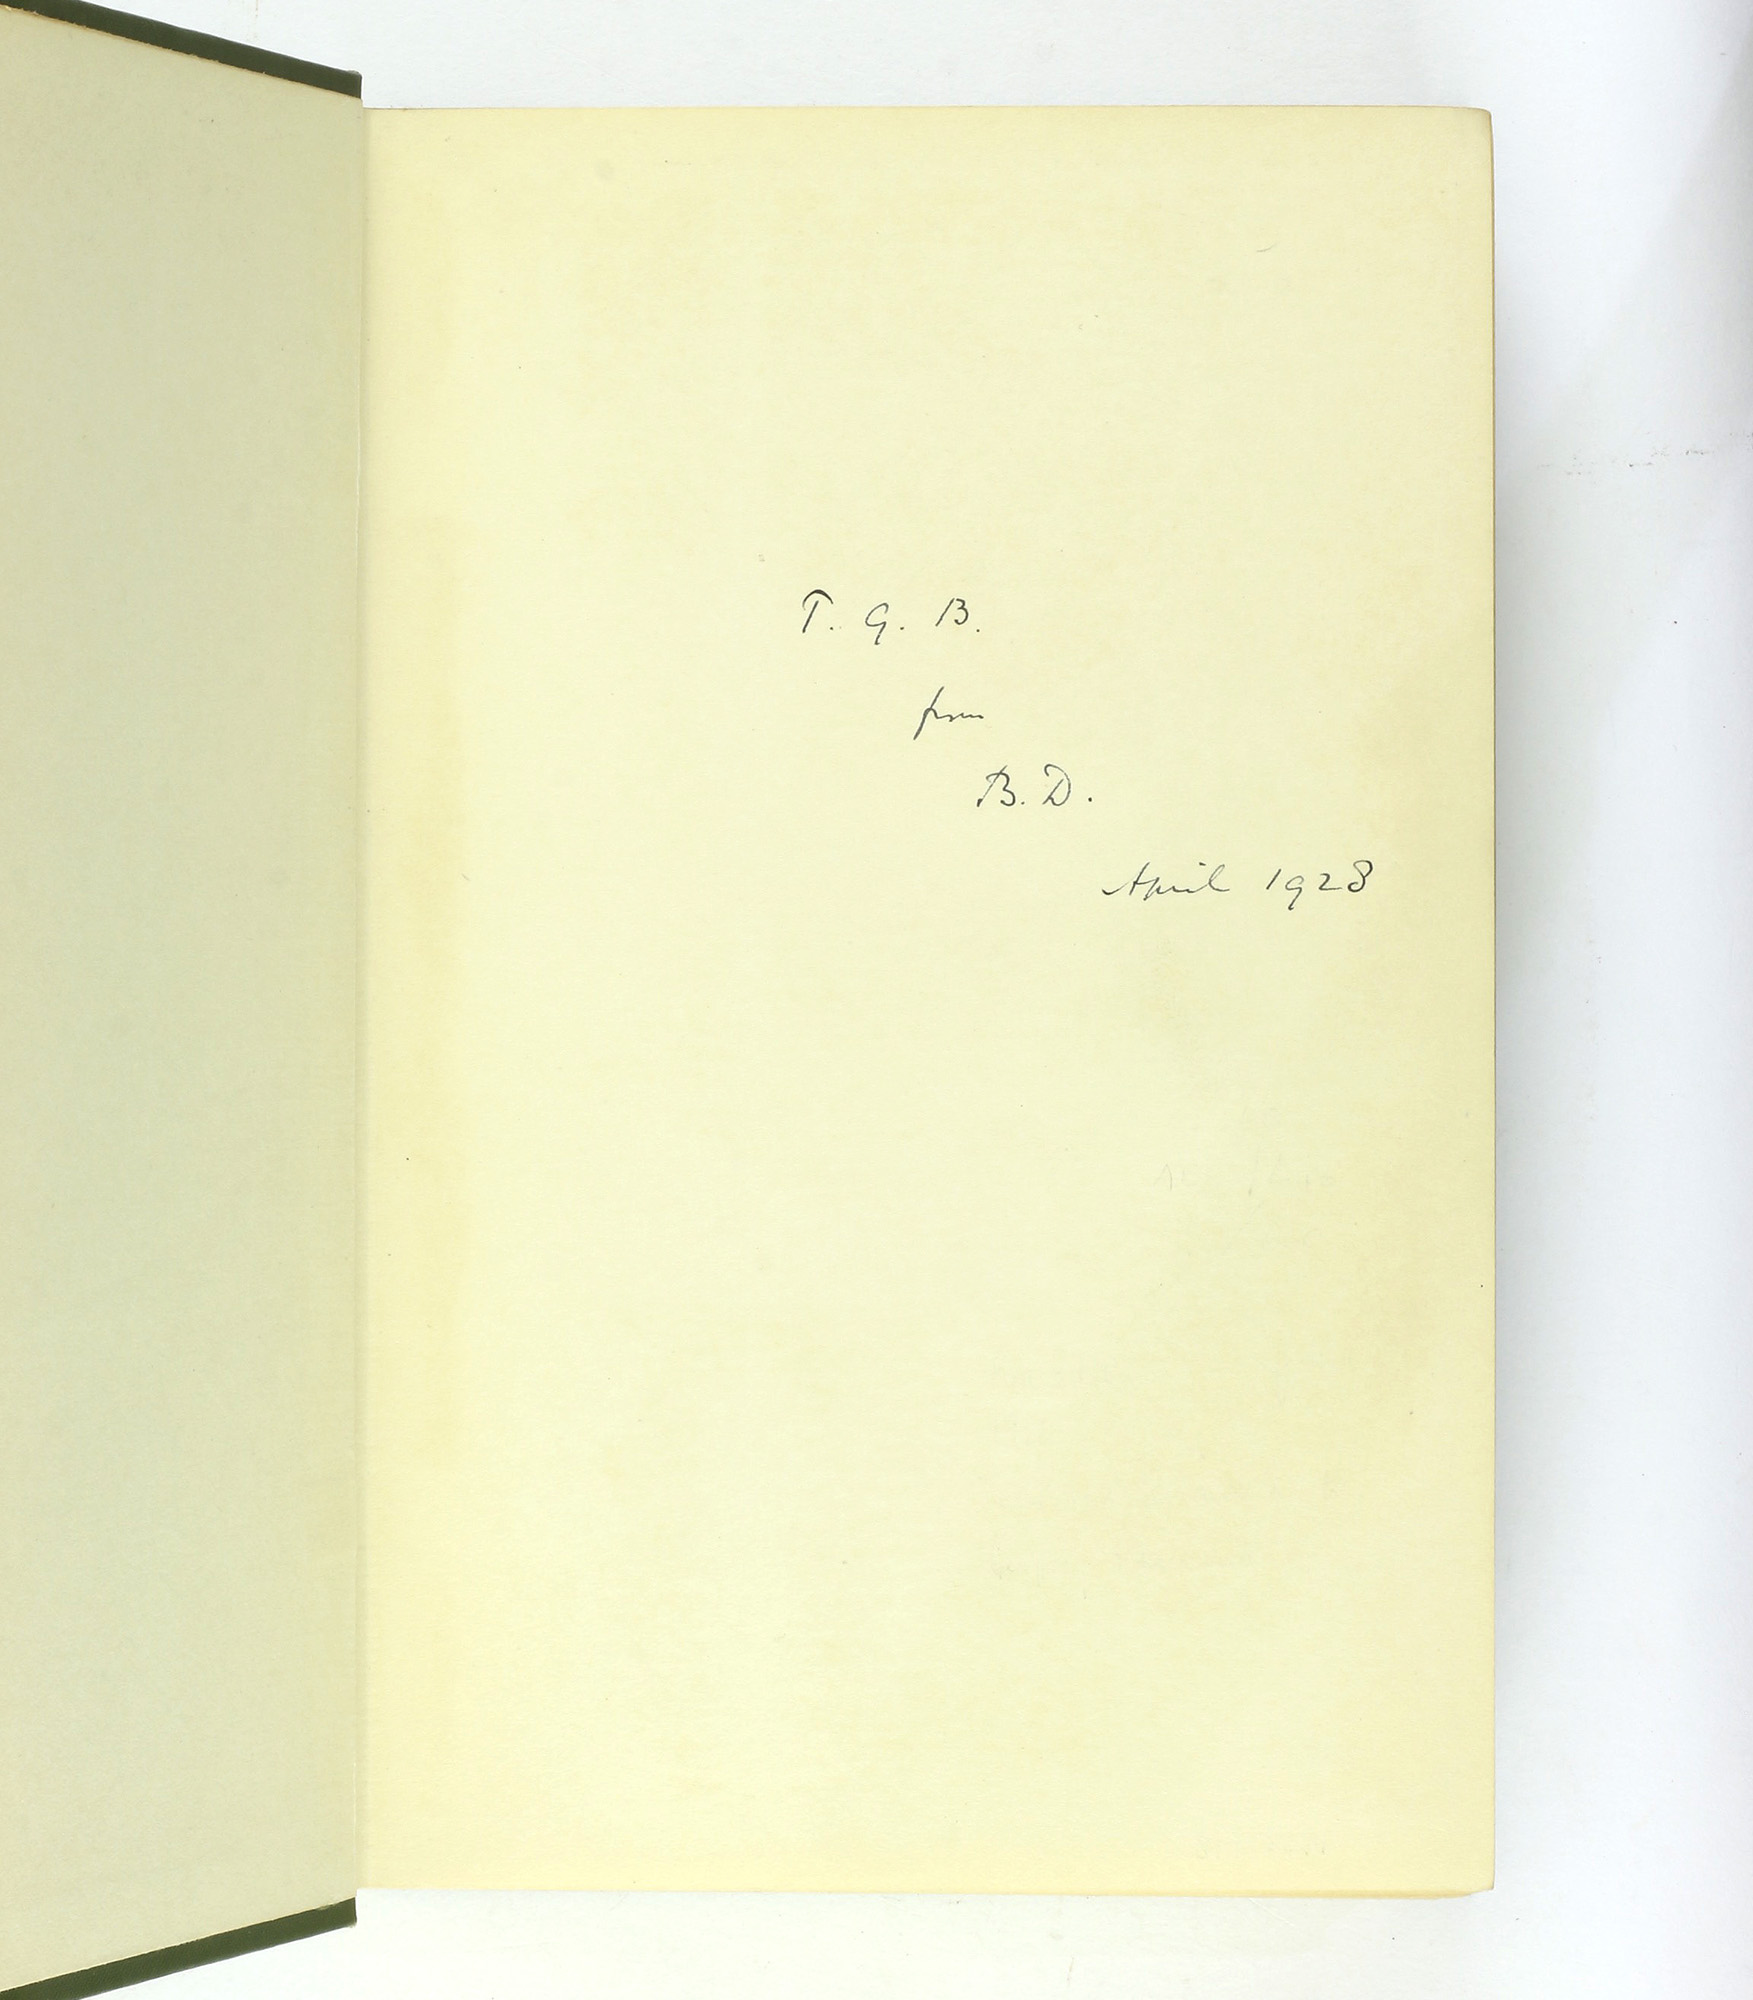 T. G. B.
from
B. D.
April 1928